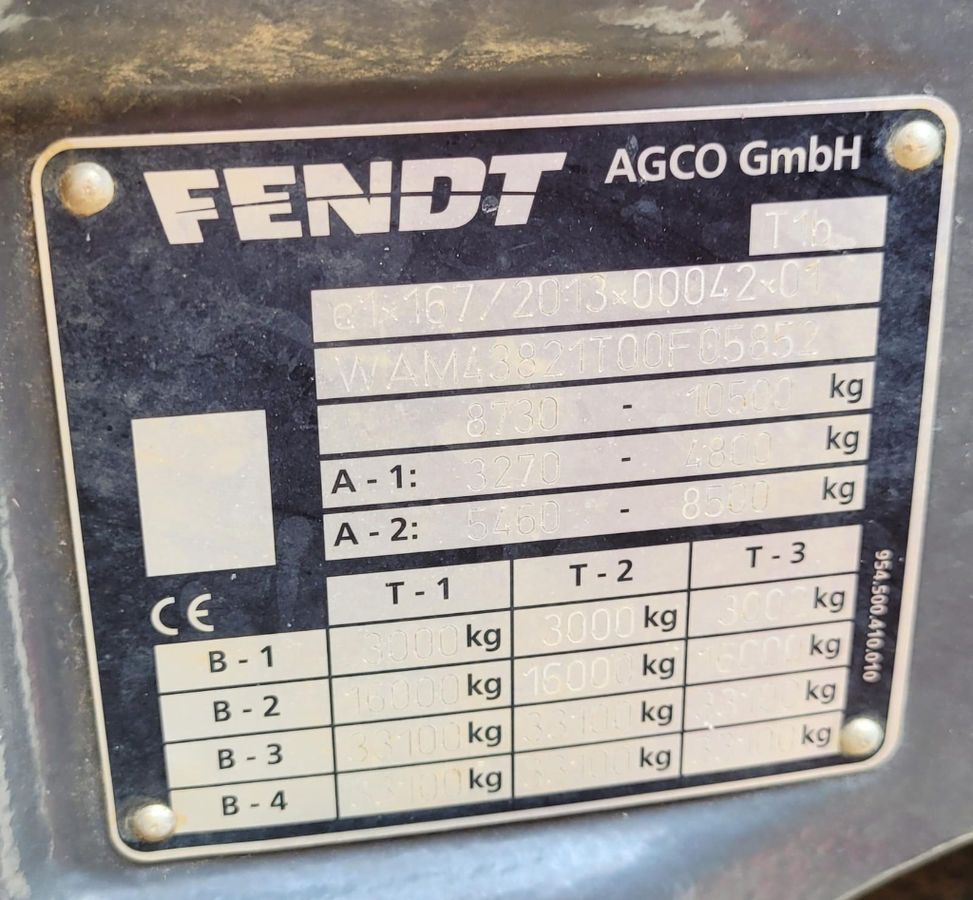 FENDT AGCO GmbH
T1b
e1*167/2013*00042*01
WAM43821T00F05852
8730 - 10500 kg
A - 1: 3270 - 4800 kg
A - 2: 5460 - 8500 kg
T - 1 T - 2 T - 3
B - 1 3000 kg 3000 kg 3000 kg
B - 2 16000 kg 16000 kg 16000 kg
B - 3 33100 kg 33100 kg 33100 kg
B - 4 33100 kg 33100 kg 33100 kg
CE
954.500.A10.010